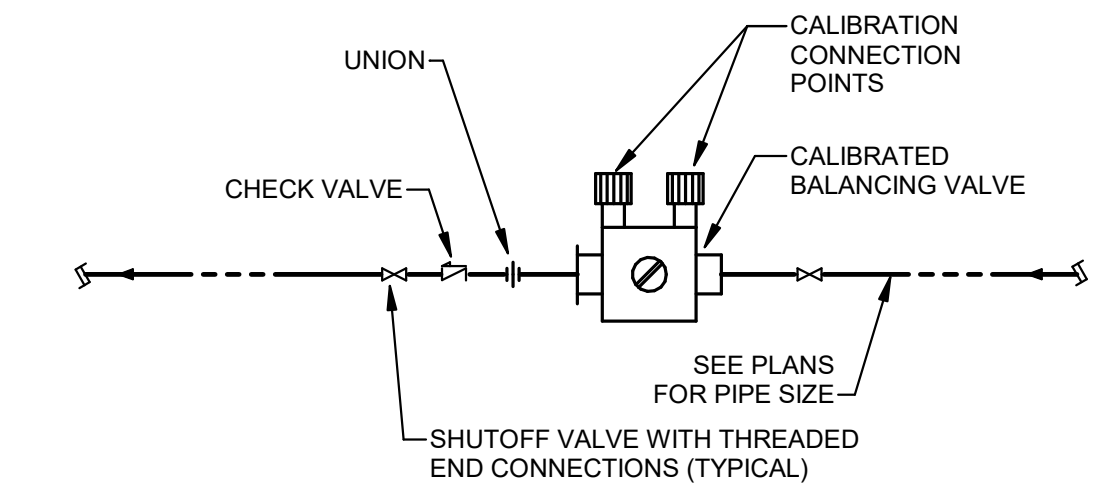 CALIBRATION
CONNECTION
POINTS
UNION
CALIBRATED
BALANCING VALVE
CHECK VALVE
SEE PLANS
FOR PIPE SIZE
SHUTOFF VALVE WITH THREADED
END CONNECTIONS (TYPICAL)